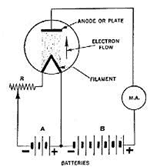 ANODE OR PLATE
ELECTRON
FLOW
FILAMENT
R
M.A.
A
B
- +
- +
BATTERIES